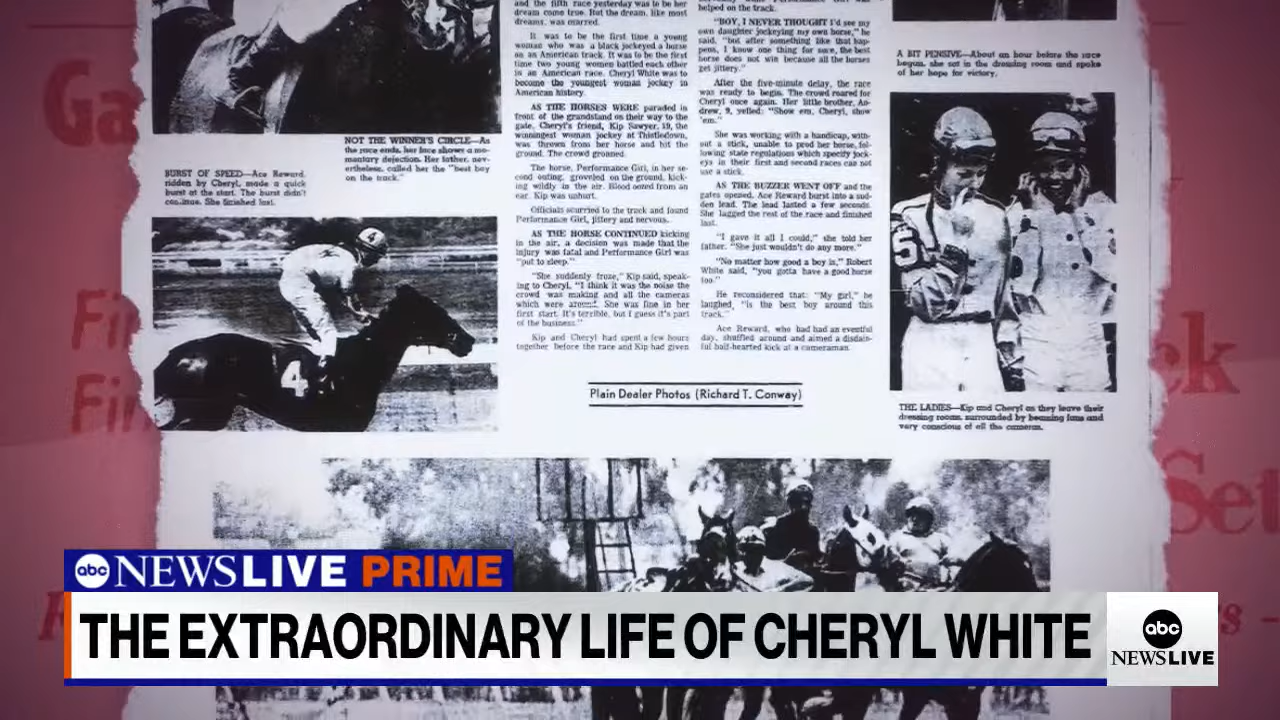 and the fifth race yesterday was to be her
dream come true. But the dream, like most
dreams, was marred.
It was to be the first time a young
woman who was a black jockeyed a horse
on an American track. It was to be the first
time two young women battled each other
in an American race. Cheryl White was to
become the youngest woman jockey in
American history.
AS THE HORSES WERE paraded in
front of the grandstand on their way to the
gate, Cheryl's friend, Kip Sawyer, 19, the
winningest woman jockey at Thistledown,
was thrown from her horse and hit the
ground. The crowd groaned.
The horse, Performance Girl, in her se-
cond outing, groveled on the ground, kick-
ing wildly in the air. Blood oozed from an
ear. Kip was unhurt.
Officials scurried to the track and found
Performance Girl, jittery and nervous.
AS THE HORSE CONTINUED kicking
in the air, a decision was made that the
injury was fatal and Performance Girl was
"put to sleep."
"She suddenly froze," Kip said, speak-
ing to Cheryl. "I think it was the noise the
crowd was making and all the cameras
which were around. She was fine in her
first start. It's terrible, but I guess it's part
of the business."
Kip and Cheryl had spent a few hours
together before the race and Kip had given
helped on the track.
"BOY, I NEVER THOUGHT I'd see my
own daughter jockeying my own horse," he
said, "but after something like that hap-
pens, I know one thing for sure, the best
horse does not win because all the horses
get jittery."
After the five-minute delay, the race
was ready to begin. The crowd roared for
Cheryl once again. Her little brother, An-
drew, 9, yelled: "Show em, Cheryl, show
'em."
She was working with a handicap, with-
out a stick, unable to prod her horse, fol-
lowing state regulations which specify jock-
eys in their first and second races can not
use a stick.
AS THE BUZZER WENT OFF and the
gates opened, Ace Reward burst into a sud-
den lead. The lead lasted a few seconds.
She lagged the rest of the race and finished
last.
"I gave it all I could," she told her
father. "She just wouldn't do any more."
"No matter how good a boy is," Robert
White said, "you gotta have a good horse
too."
He reconsidered that: "My girl," he
laughed, "is the best boy around this
track."
Ace Reward, who had had an eventful
day, shuffled around and aimed a disdain-
ful half-hearted kick at a cameraman.
NOT THE WINNER'S CIRCLE—As
the race ends, her face shows a mo-
mentary dejection. Her father, nev-
ertheless, called her the "best boy
on the track."
BURST OF SPEED—Ace Reward,
ridden by Cheryl, made a quick
burst at the start. The burst didn't
continue. She finished last.
A BIT PENSIVE—About an hour before the race
began, she sat in the dressing room and spoke
of her hope for victory.
4
4
5
Plain Dealer Photos (Richard T. Conway)
THE LADIES—Kip and Cheryl as they leave their
dressing room, surrounded by beaming fans and
very conscious of all the cameras.
Ga
Fir
Fir
ck
Set
s -
abc NEWS LIVE PRIME
THE EXTRAORDINARY LIFE OF CHERYL WHITE
abc
NEWS LIVE